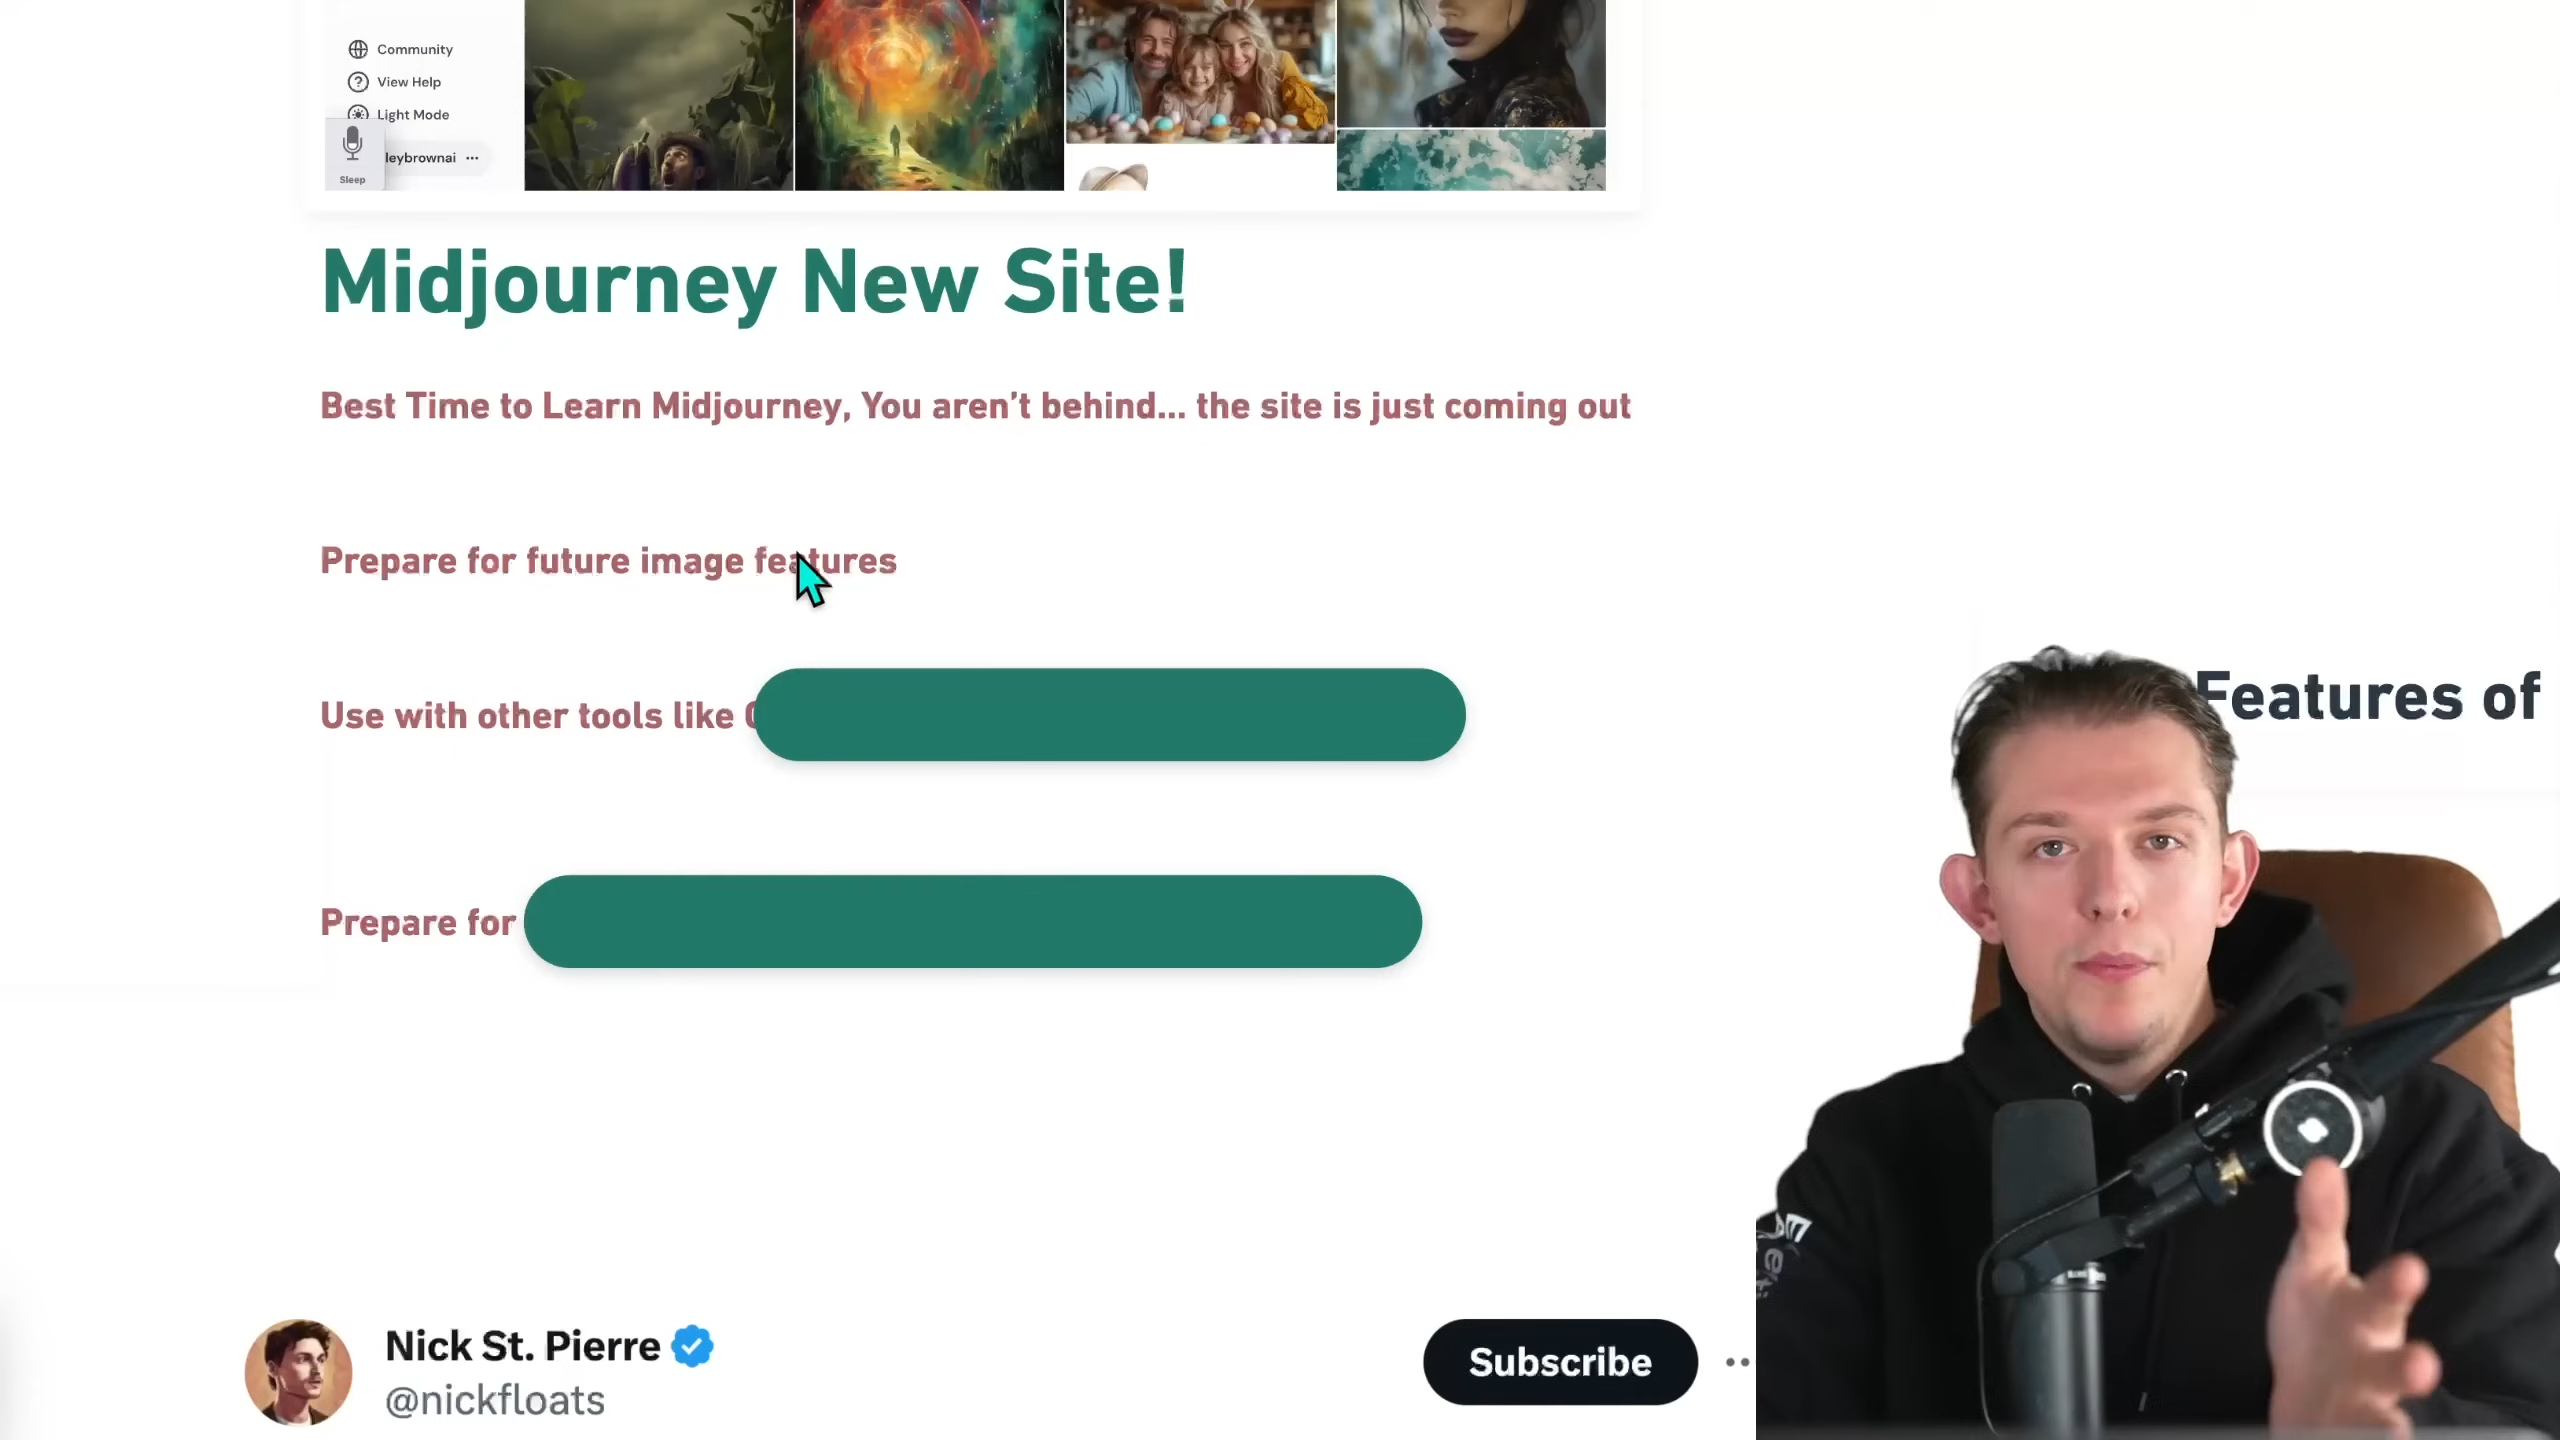 Community
View Help
Light Mode
leybrownai ...
Sleep
Midjourney New Site!
Best Time to Learn Midjourney, You aren't behind... the site is just coming out
Prepare for future image features
Use with other tools like
Features of
Prepare for
Nick St. Pierre
@nickfloats
Subscribe